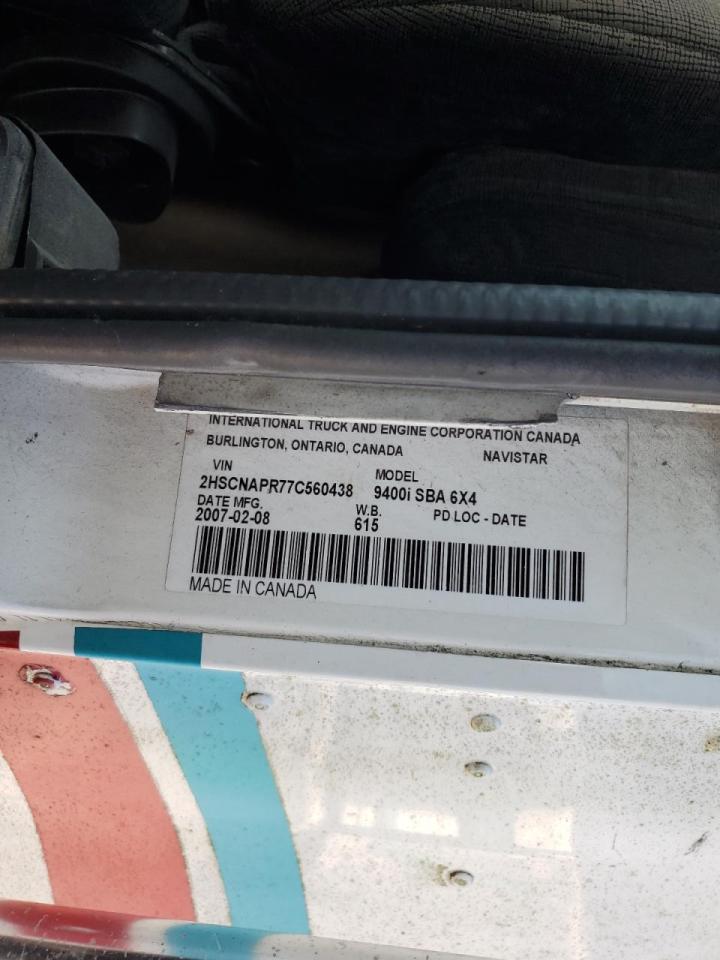 INTERNATIONAL TRUCK AND ENGINE CORPORATION CANADA
BURLINGTON, ONTARIO, CANADA NAVISTAR
VIN MODEL
2HSCNAPR77C560438 9400i SBA 6X4
DATE MFG. W.B. PD LOC - DATE
2007-02-08 615
MADE IN CANADA